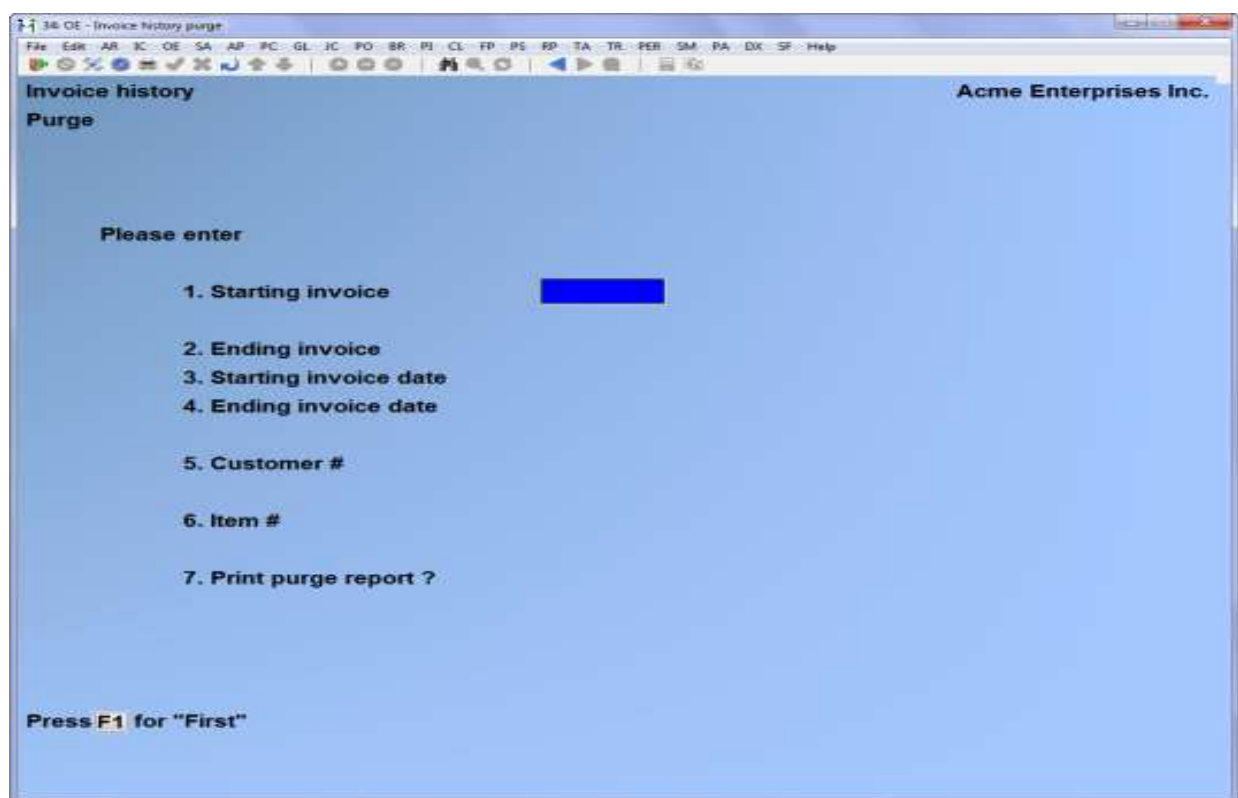 34: OE - Invoice history purge
File Edit AR IC OE SA AP PC GL JC PO BR PJ CL FP PS RP TA TR PER SM PA DX SF Help
Invoice history Acme Enterprises Inc.
Purge
Please enter
1. Starting invoice
2. Ending invoice
3. Starting invoice date
4. Ending invoice date
5. Customer #
6. Item #
7. Print purge report ?
Press F1 for "First"